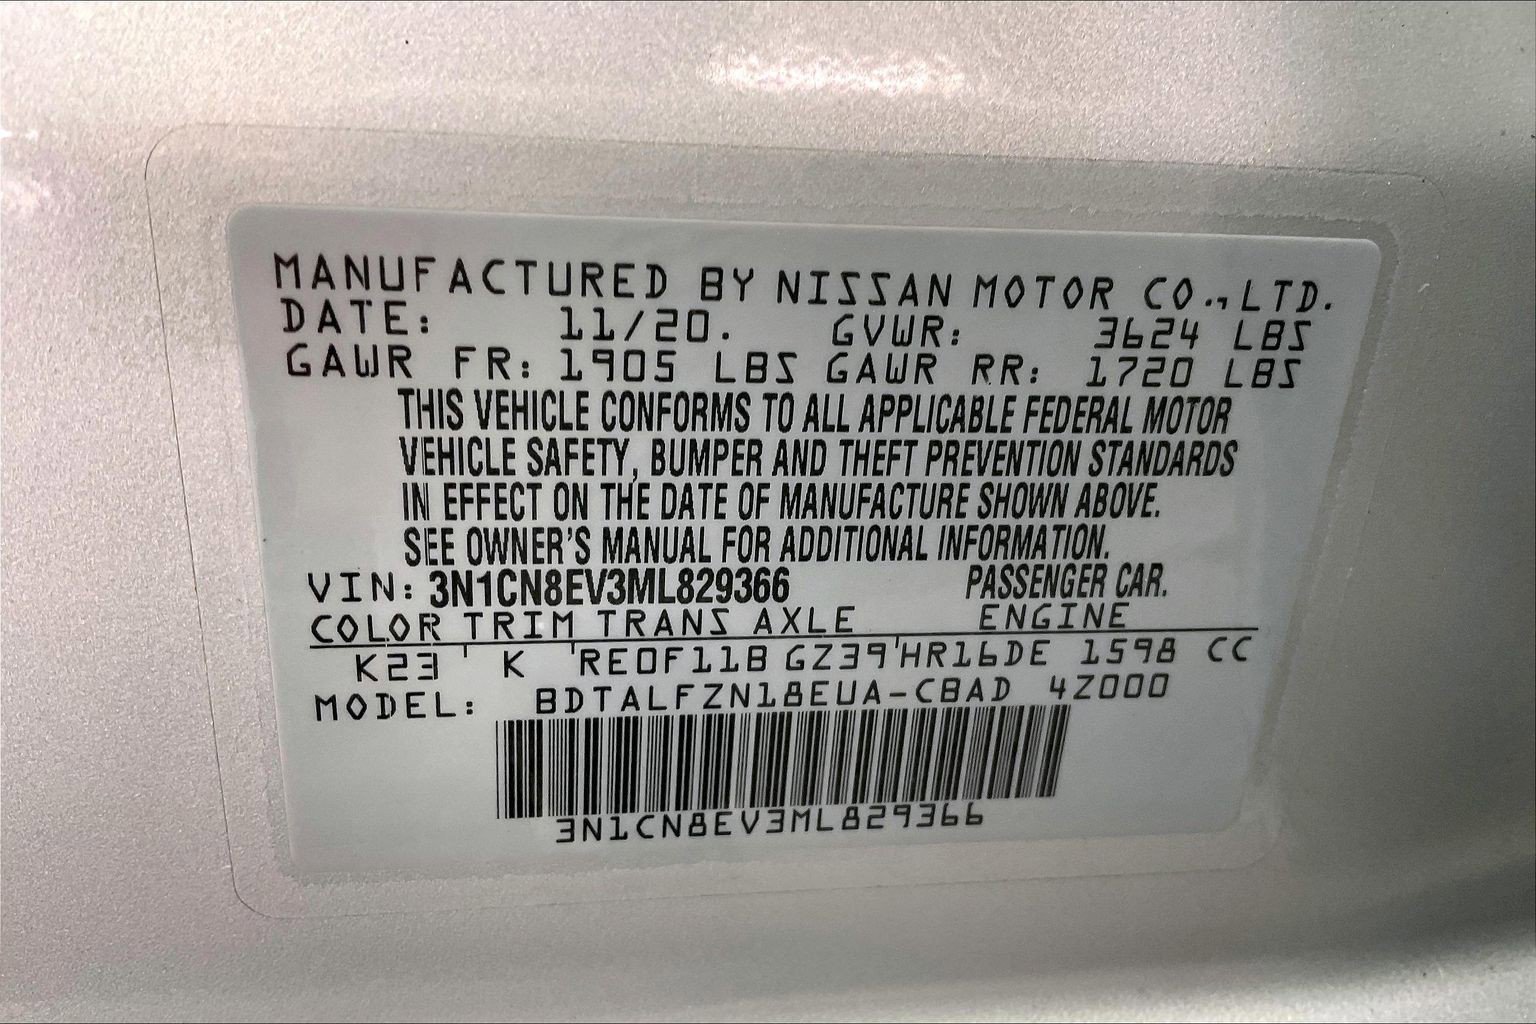 MANUFACTURED BY NISSAN MOTOR CO.,LTD.
DATE: 11/20. GVWR: 3624 LBS
GAWR FR: 1905 LBS GAWR RR: 1720 LBS
THIS VEHICLE CONFORMS TO ALL APPLICABLE FEDERAL MOTOR
VEHICLE SAFETY, BUMPER AND THEFT PREVENTION STANDARDS
IN EFFECT ON THE DATE OF MANUFACTURE SHOWN ABOVE.
SEE OWNER'S MANUAL FOR ADDITIONAL INFORMATION.
VIN: 3N1CN8EV3ML829366 PASSENGER CAR.
COLOR TRIM TRANS AXLE ENGINE
K23 ' K 'RE0F11B GZ39'HR16DE 1598 CC
MODEL: BDTALFZN18EUA-CBAD 4Z000
3N1CN8EV3ML829366